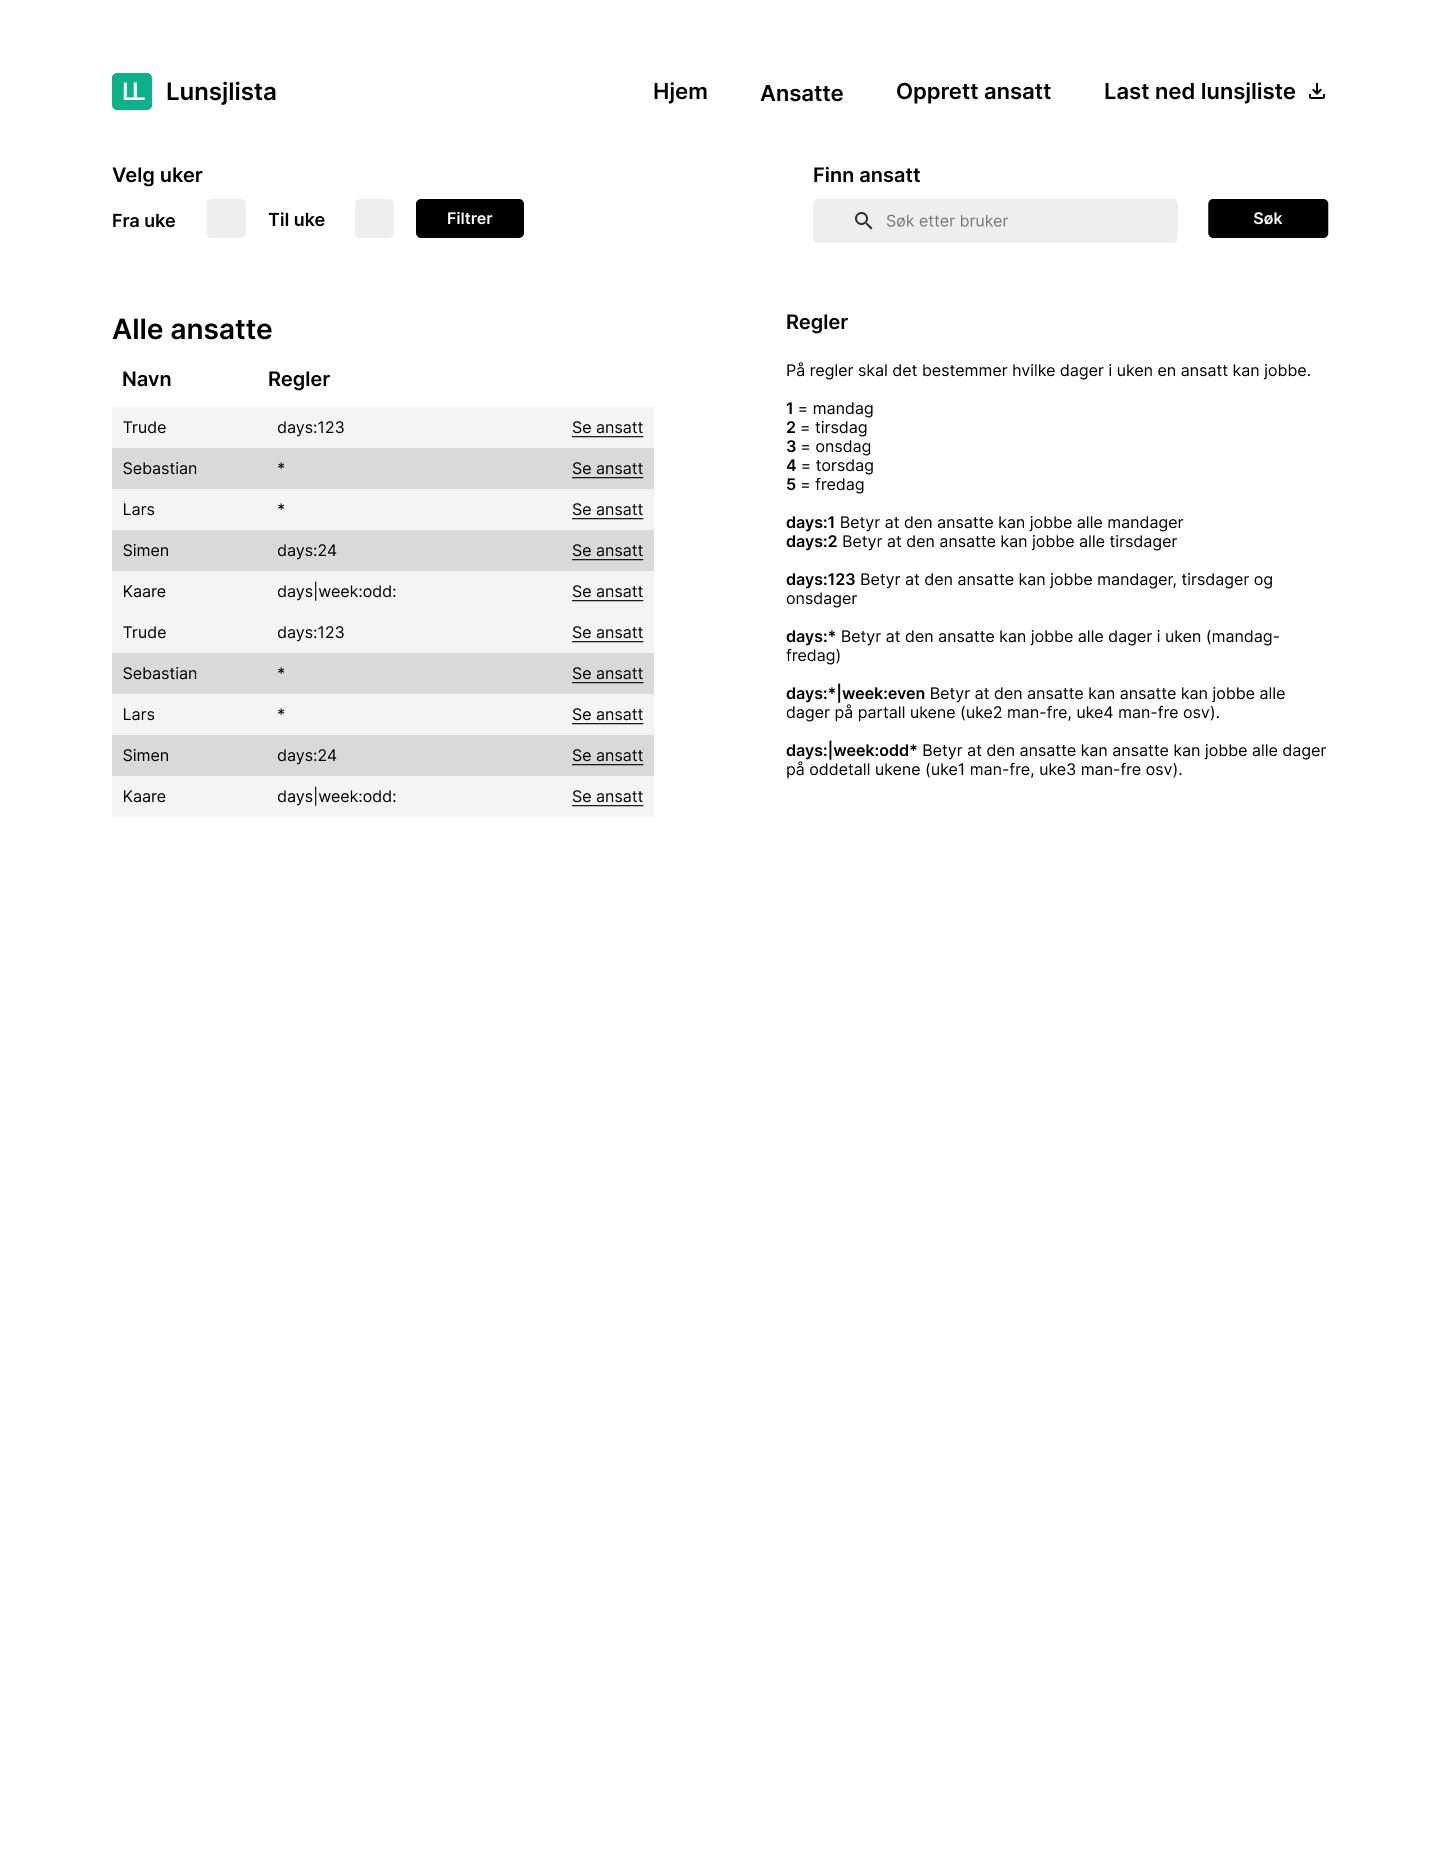 LL Lunsjlista
Hjem
Ansatte
Opprett ansatt
Last ned lunsjliste
Velg uker
Fra uke
Til uke
Filtrer
Finn ansatt
Søk etter bruker
Søk
Alle ansatte
Navn Regler
Trude days:123 Se ansatt
Sebastian * Se ansatt
Lars * Se ansatt
Simen days:24 Se ansatt
Kaare days|week:odd: Se ansatt
Trude days:123 Se ansatt
Sebastian * Se ansatt
Lars * Se ansatt
Simen days:24 Se ansatt
Kaare days|week:odd: Se ansatt
Regler
På regler skal det bestemmer hvilke dager i uken en ansatt kan jobbe.
1 = mandag
2 = tirsdag
3 = onsdag
4 = torsdag
5 = fredag
days:1 Betyr at den ansatte kan jobbe alle mandager
days:2 Betyr at den ansatte kan jobbe alle tirsdager
days:123 Betyr at den ansatte kan jobbe mandager, tirsdager og
onsdager
days:* Betyr at den ansatte kan jobbe alle dager i uken (mandag-
fredag)
days:*|week:even Betyr at den ansatte kan ansatte kan jobbe alle
dager på partall ukene (uke2 man-fre, uke4 man-fre osv).
days:|week:odd* Betyr at den ansatte kan ansatte kan jobbe alle dager
på oddetall ukene (uke1 man-fre, uke3 man-fre osv).